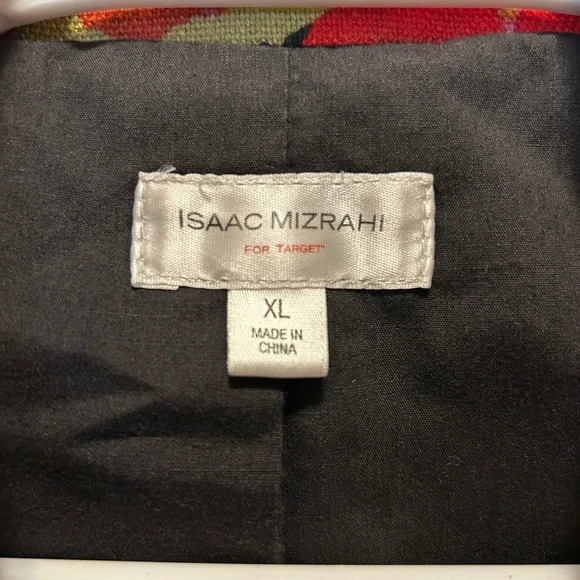 ISAAC MIZRAHI
FOR TARGET
XL
MADE IN
CHINA